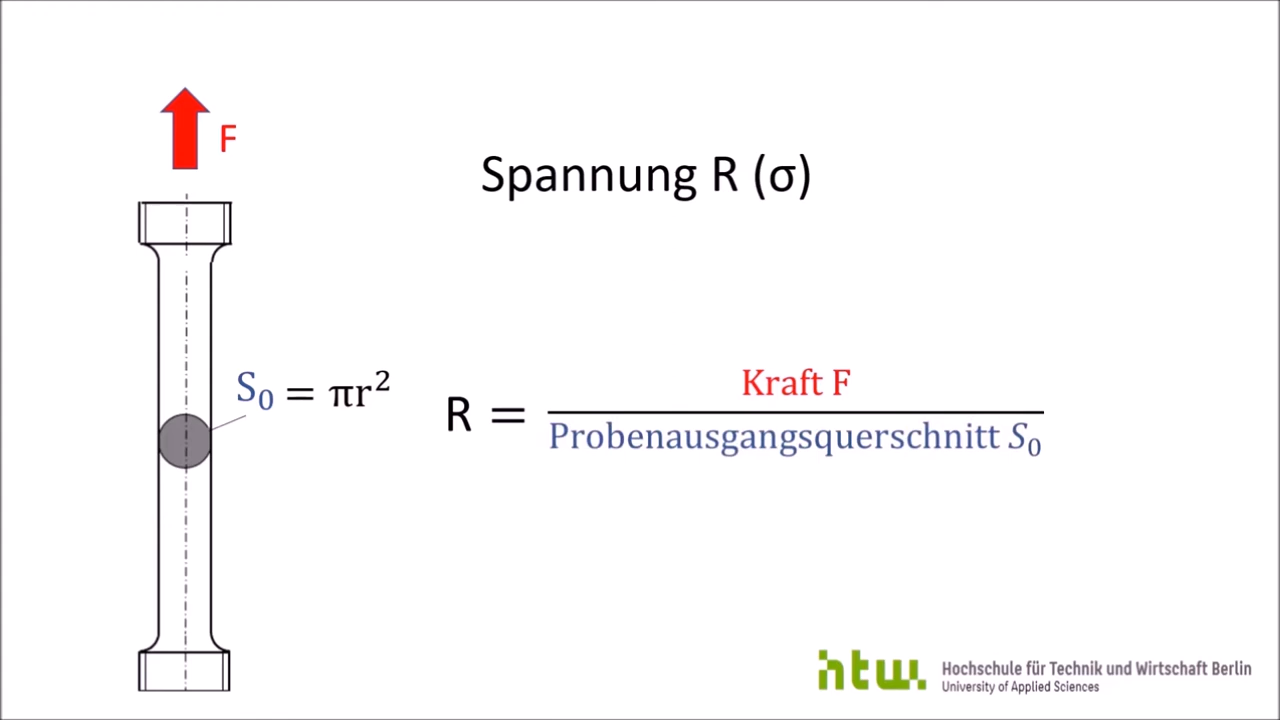 F
Spannung R (σ)
S₀ = πr²
R = Kraft F
Probenausgangsquerschnitt S₀
htw.
Hochschule für Technik und Wirtschaft Berlin
University of Applied Sciences